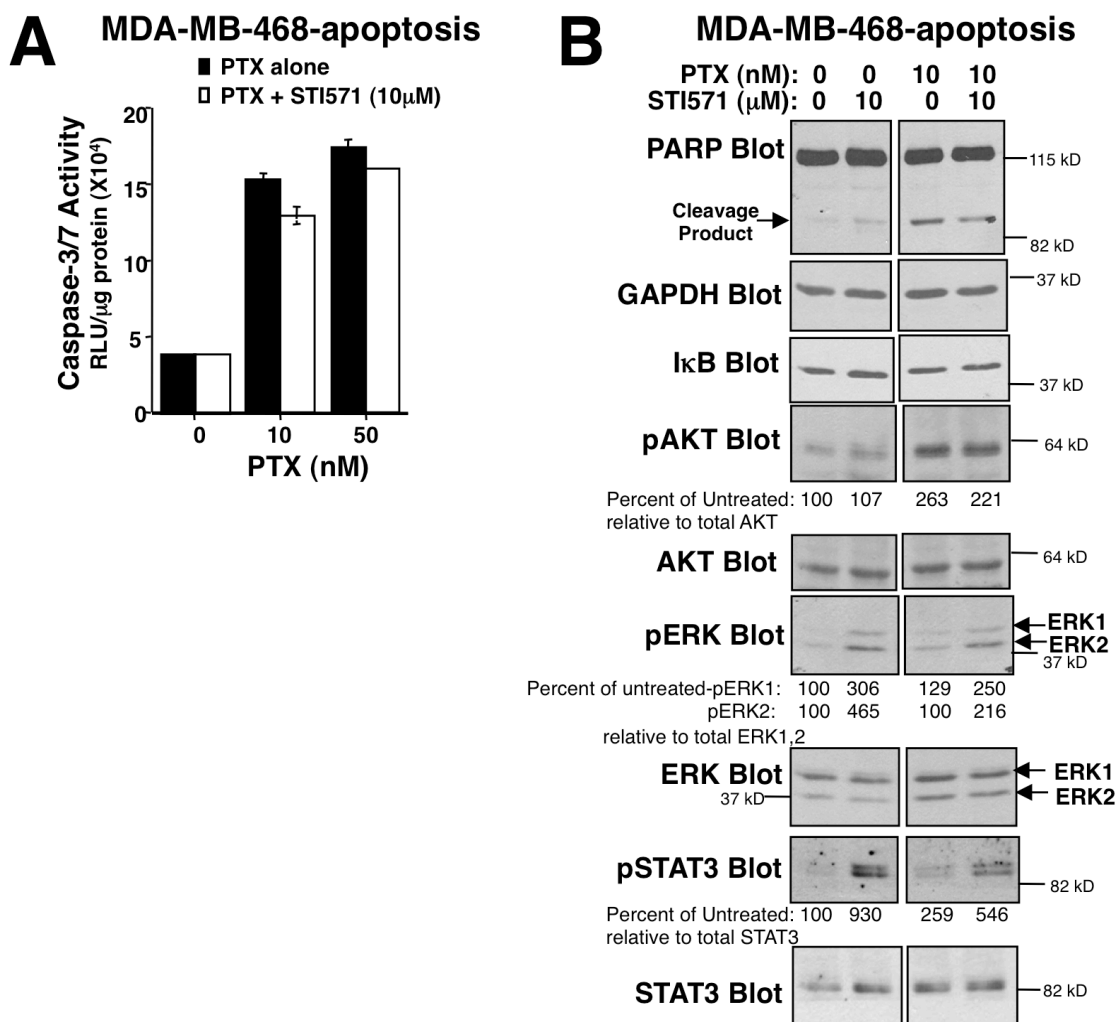 A
MDA-MB-468-apoptosis
PTX alone
PTX + STI571 (10μM)
Caspase-3/7 Activity
RLU/μg protein (X10⁴)
20
15
10
5
0
0 10 50
PTX (nM)
B
MDA-MB-468-apoptosis
PTX (nM): 0 0 10 10
STI571 (μM): 0 10 0 10
PARP Blot
115 kD
Cleavage
Product
82 kD
GAPDH Blot
37 kD
IκB Blot
37 kD
pAKT Blot
64 kD
Percent of Untreated: 100 107 263 221
relative to total AKT
AKT Blot
64 kD
pERK Blot
ERK1
ERK2
37 kD
Percent of untreated-pERK1: 100 306 129 250
pERK2: 100 465 100 216
relative to total ERK1,2
ERK Blot
ERK1
37 kD
ERK2
pSTAT3 Blot
82 kD
Percent of Untreated: 100 930 259 546
relative to total STAT3
STAT3 Blot
82 kD